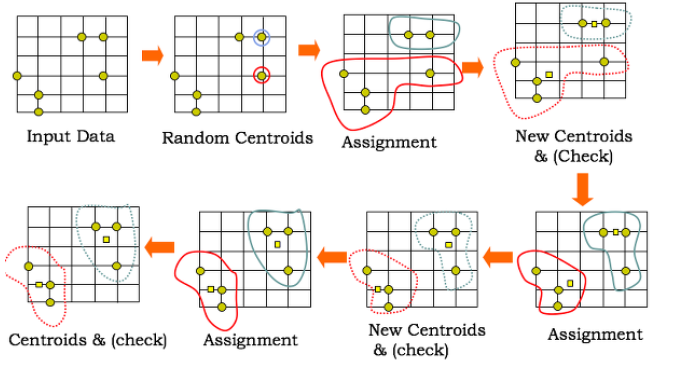 Input Data
Random Centroids
Assignment
New Centroids
& (Check)
Assignment
New Centroids
& (check)
Assignment
Centroids & (check)